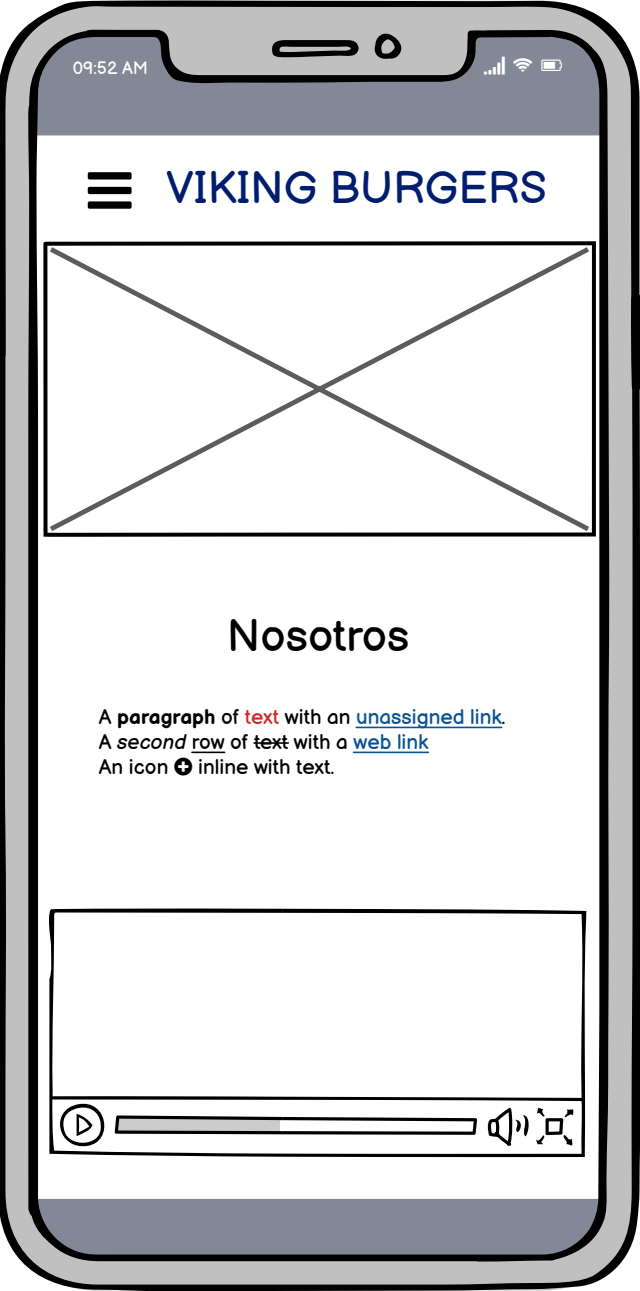 09:52 AM
VIKING BURGERS
Nosotros
A paragraph of text with an unassigned link.
A second row of text with a web link
An icon inline with text.